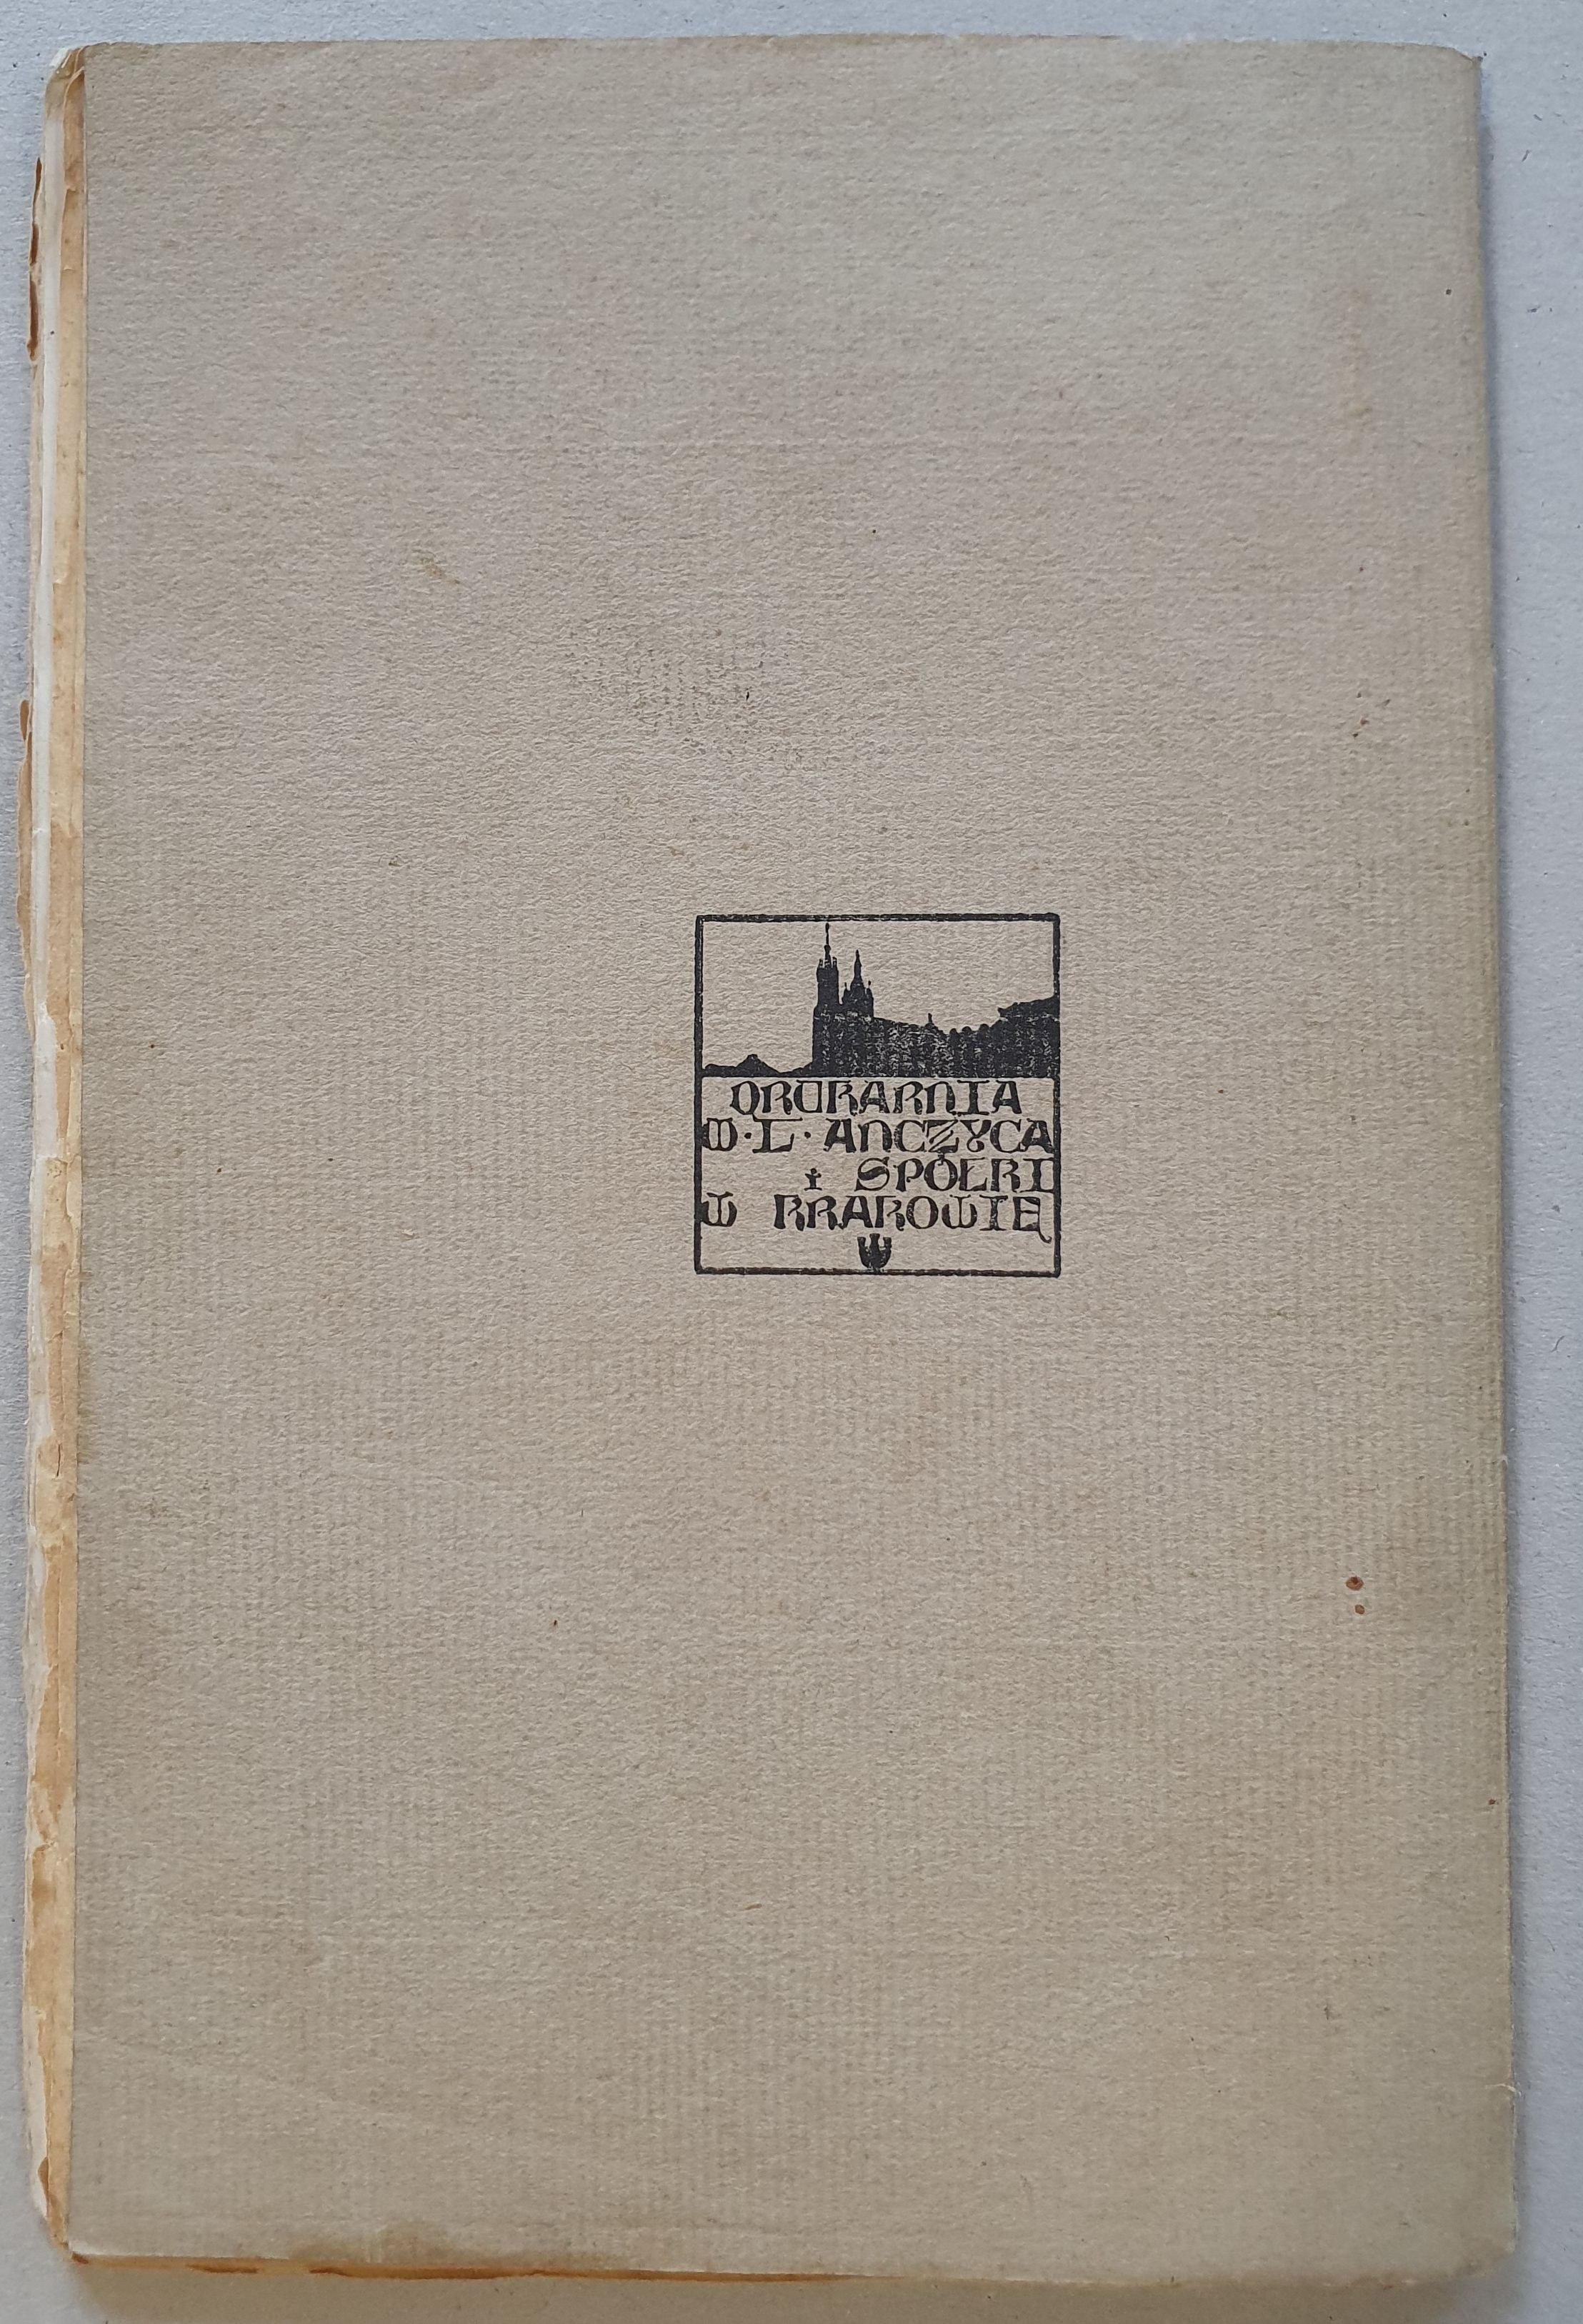 DRUKARNIA
W·L·ANCZYCA
i SPÓŁKI
W KRAKOWIE